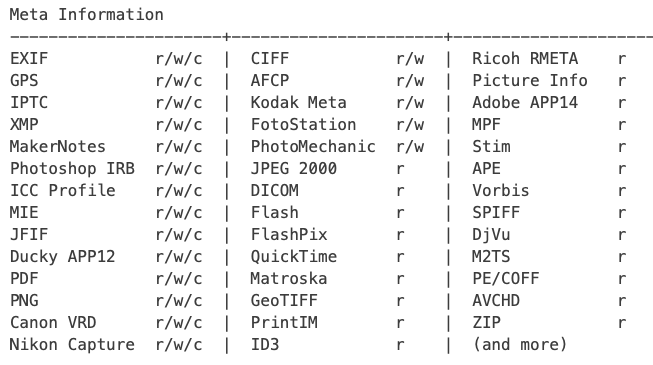 Meta Information
----------------------+----------------------+---------------------
EXIF           r/w/c  |  CIFF           r/w  |  Ricoh RMETA    r
GPS            r/w/c  |  AFCP           r/w  |  Picture Info   r
IPTC           r/w/c  |  Kodak Meta     r/w  |  Adobe APP14    r
XMP            r/w/c  |  FotoStation    r/w  |  MPF            r
MakerNotes     r/w/c  |  PhotoMechanic  r/w  |  Stim           r
Photoshop IRB  r/w/c  |  JPEG 2000      r    |  APE            r
ICC Profile    r/w/c  |  DICOM          r    |  Vorbis         r
MIE            r/w/c  |  Flash          r    |  SPIFF          r
JFIF           r/w/c  |  FlashPix       r    |  DjVu           r
Ducky APP12    r/w/c  |  QuickTime      r    |  M2TS           r
PDF            r/w/c  |  Matroska       r    |  PE/COFF        r
PNG            r/w/c  |  GeoTIFF        r    |  AVCHD          r
Canon VRD      r/w/c  |  PrintIM        r    |  ZIP            r
Nikon Capture  r/w/c  |  ID3            r    |  (and more)